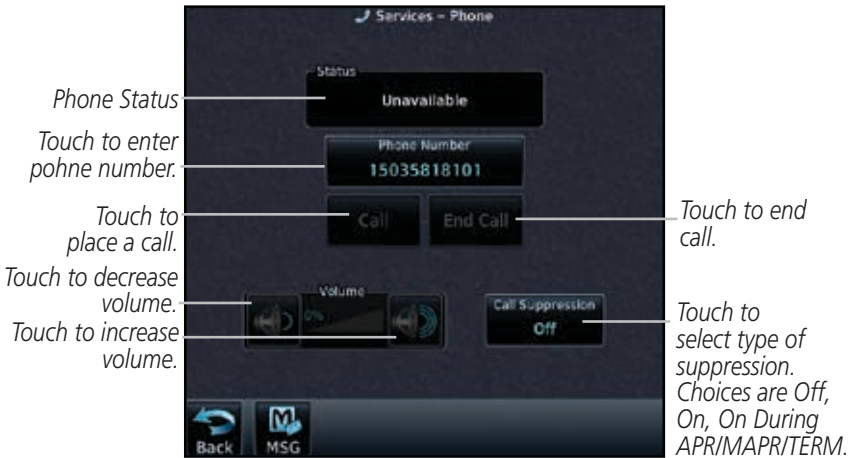 Services – Phone
Status
Unavailable
Phone Status
Touch to enter
pohne number.
Phone Number
15035818101
Touch to
place a call.
Call
End Call
Touch to end
call.
Touch to decrease
volume.
Touch to increase
volume.
Volume
0%
Call Suppression
Off
Touch to
select type of
suppression.
Choices are Off,
On, On During
APR/MAPR/TERM.
Back
MSG